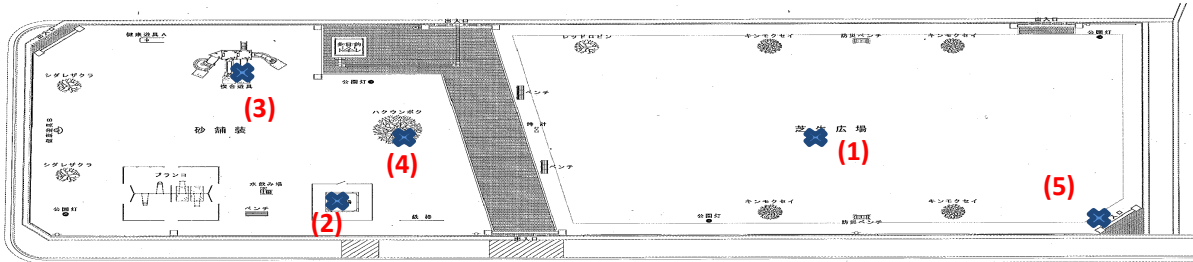 出入口
出入口
健康遊具A
多目的
トイレ
レッドロビン
キンモクセイ
防災ベンチ
キンモクセイ
公園灯
シダレザクラ
複合遊具
公園灯
ベンチ
(3)
ハクウンボク
時計
砂舗装
芝生広場
(4)
(1)
シダレザクラ
ブランコ
水飲み場
ベンチ
(5)
公園灯
ベンチ
(2)
鉄棒
公園灯
キンモクセイ
防災ベンチ
キンモクセイ
出入口